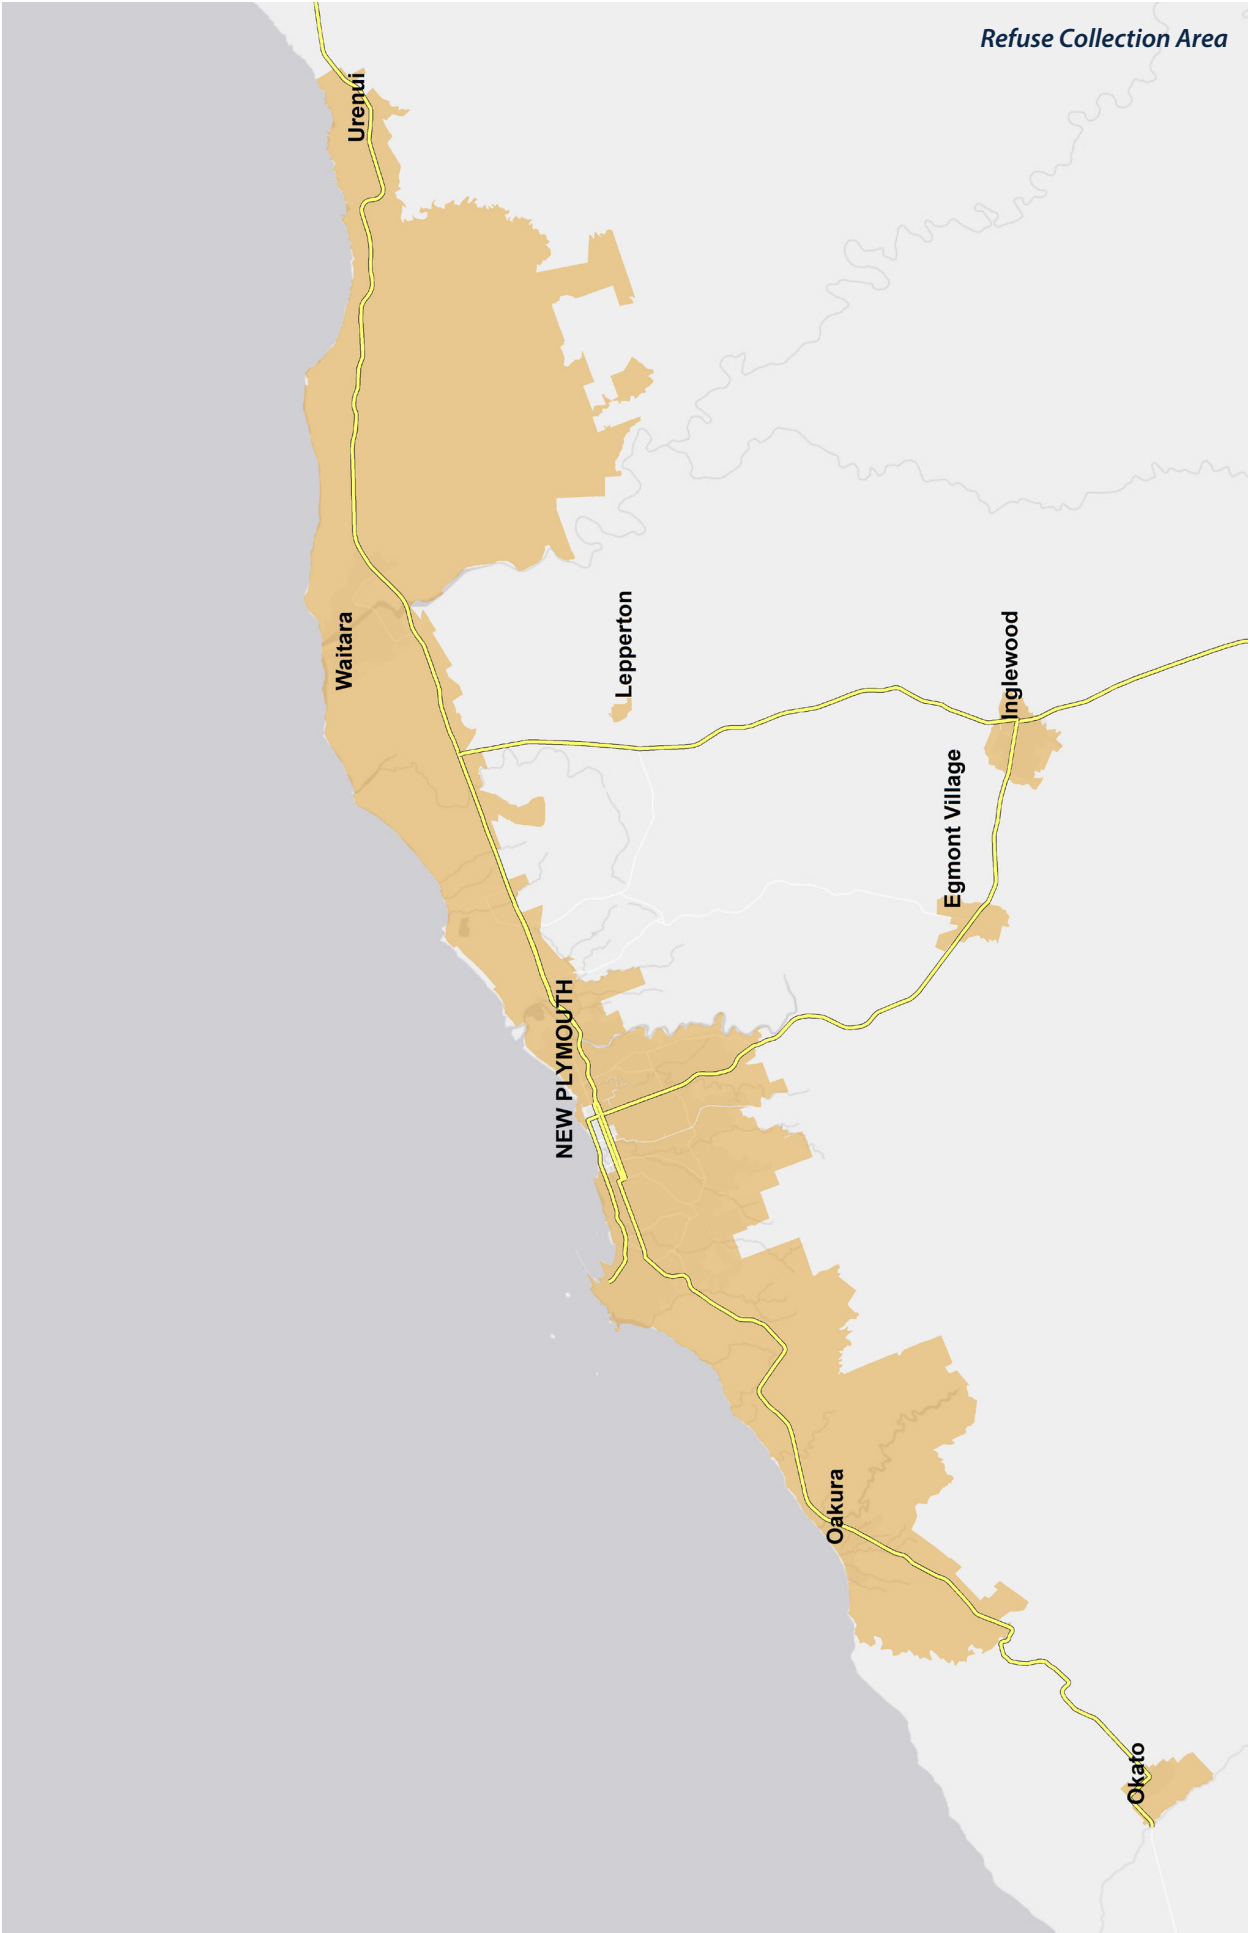 Refuse Collection Area
Urenui
Waitara
Lepperton
Inglewood
Egmont Village
NEW PLYMOUTH
Oakura
Okato